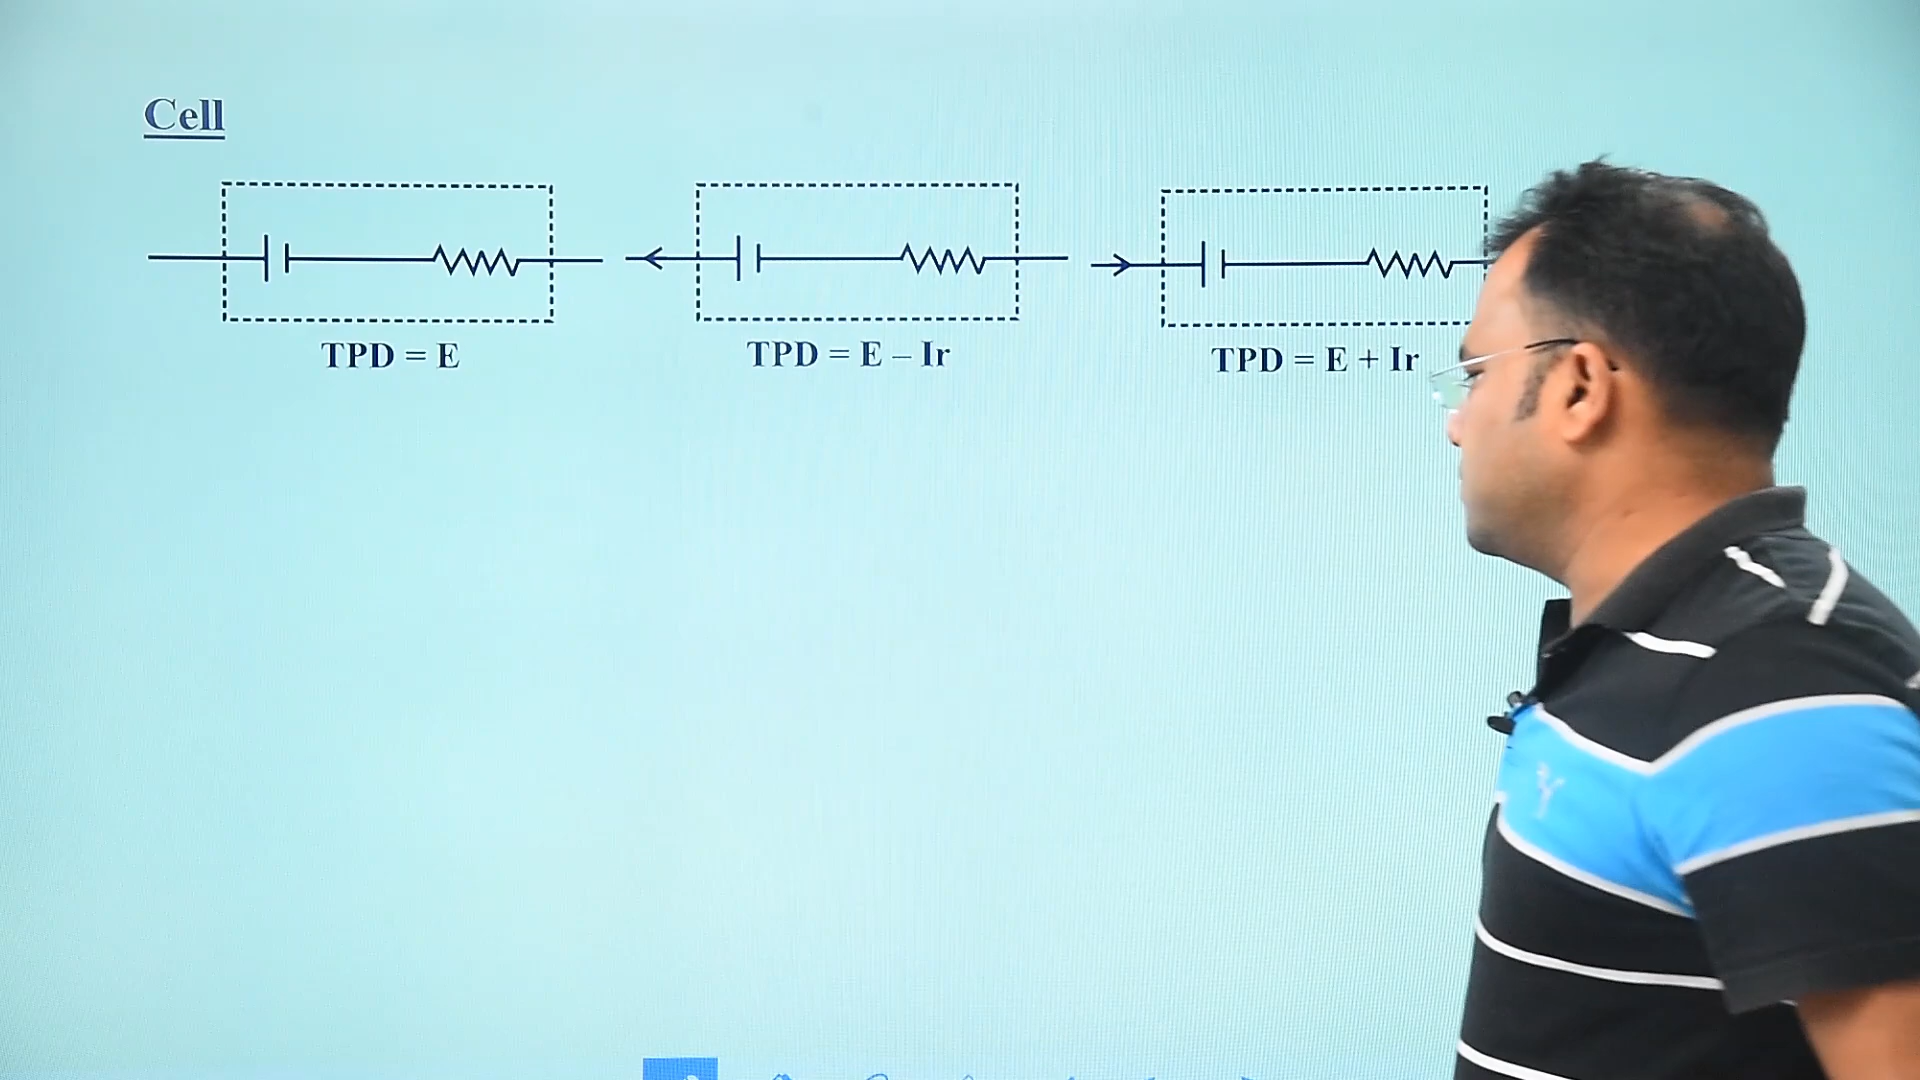 Cell
TPD = E
TPD = E – Ir
TPD = E + Ir